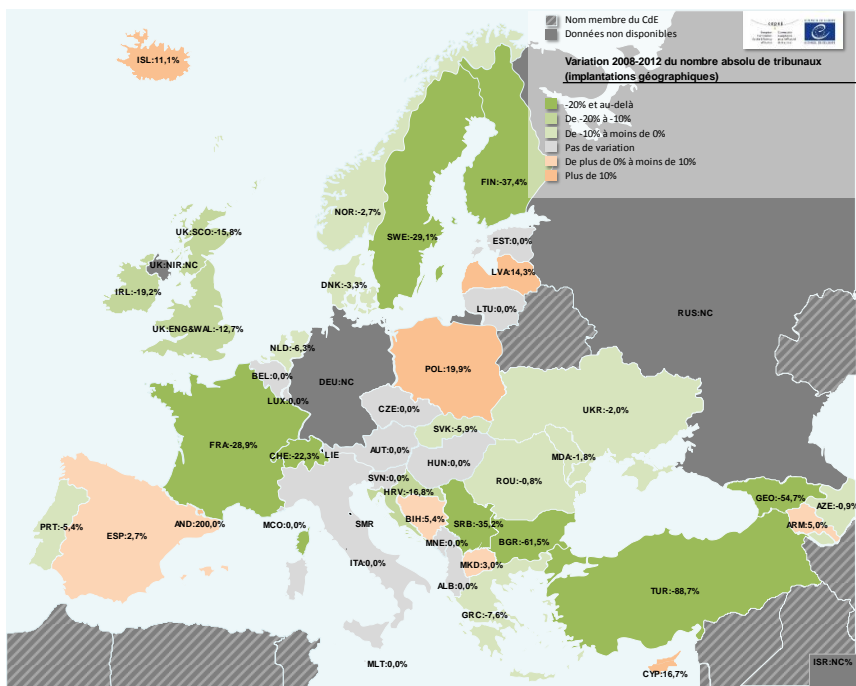 Nom membre du CdE
Données non disponibles
Variation 2008-2012 du nombre absolu de tribunaux
(implantations géographiques)
-20% et au-delà
De -20% à -10%
De -10% à moins de 0%
Pas de variation
De plus de 0% à moins de 10%
Plus de 10%
ISL:11,1%
FIN:-37,4%
NOR:-2,7%
UK:SCO:-15,8%
SWE:-29,1%
EST:0,0%
UK:NIR:NC
LVA:14,3%
DNK:-3,3%
IRL:-19,2%
LTU:0,0%
RUS:NC
UK:ENG&WAL:-12,7%
NLD:-6,3%
POL:19,9%
BEL:0,0%
DEU:NC
LUX:0,0%
CZE:0,0%
UKR:-2,0%
SVK:-5,9%
FRA:-28,9%
AUT:0,0%
CHE:-22,3%
LIE
MDA:-1,8%
HUN:0,0%
SVN:0,0%
ROU:-0,8%
HRV:-16,8%
GEO:-54,7%
AZE:-0,9%
PRT:-5,4%
AND:200,0%
MCO:0,0%
SMR
BIH:5,4%
SRB:-35,2%
ARM:5,0%
ESP:2,7%
MNE:0,0%
BGR:-61,5%
ITA:0,0%
MKD:3,0%
ALB:0,0%
TUR:-88,7%
GRC:-7,6%
MLT:0,0%
ISR:NC%
CYP:16,7%